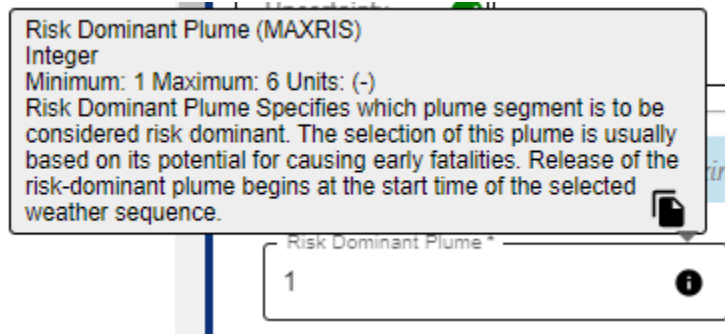 Uncertainty
Risk Dominant Plume (MAXRIS)
Integer
Minimum: 1 Maximum: 6 Units: (-)
Risk Dominant Plume Specifies which plume segment is to be
considered risk dominant. The selection of this plume is usually
based on its potential for causing early fatalities. Release of the
risk-dominant plume begins at the start time of the selected
weather sequence.
Risk Dominant Plume *
1